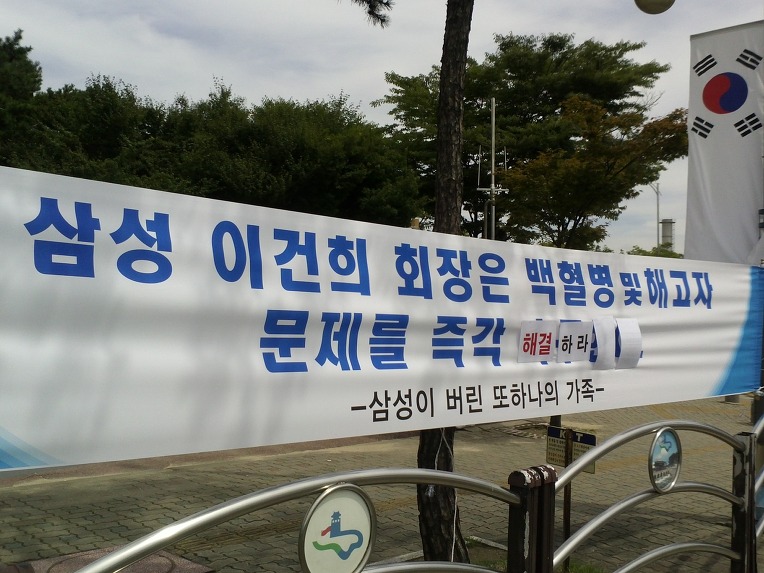 삼성 이건희 회장은 백혈병 및 해고자
문제를 즉각 해결하라
-삼성이 버린 또하나의 가족-